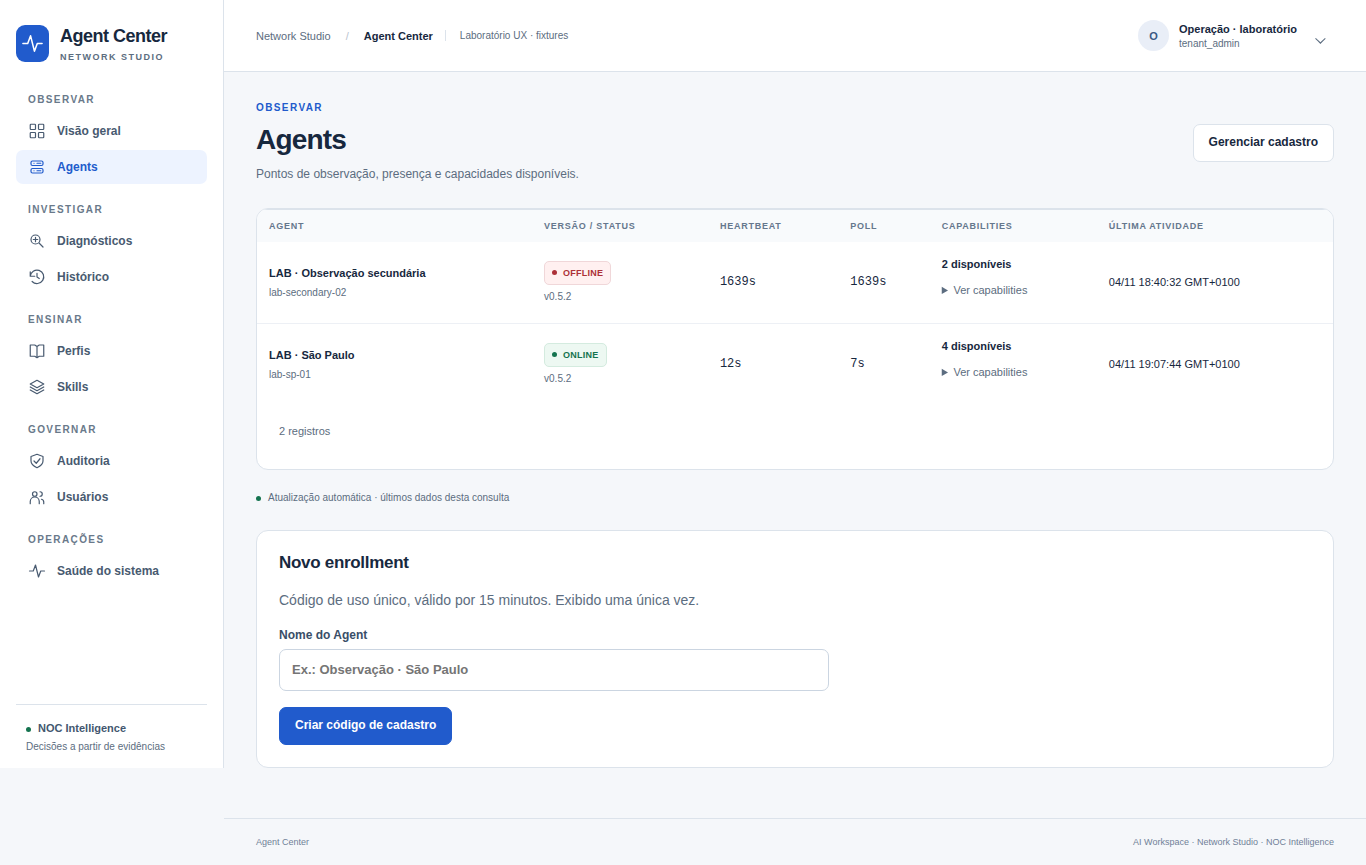 Agent Center
NETWORK STUDIO
OBSERVAR
Visão geral
Agents
INVESTIGAR
Diagnósticos
Histórico
ENSINAR
Perfis
Skills
GOVERNAR
Auditoria
Usuários
OPERAÇÕES
Saúde do sistema
NOC Intelligence
Decisões a partir de evidências
Network Studio / Agent Center Laboratório UX · fixtures
O Operação · laboratório
tenant_admin
OBSERVAR
Agents
Pontos de observação, presença e capacidades disponíveis.
Gerenciar cadastro
AGENT VERSÃO / STATUS HEARTBEAT POLL CAPABILITIES ÚLTIMA ATIVIDADE
LAB · Observação secundária
lab-secondary-02
OFFLINE
v0.5.2
1639s
1639s
2 disponíveis
Ver capabilities
04/11 18:40:32 GMT+0100
LAB · São Paulo
lab-sp-01
ONLINE
v0.5.2
12s
7s
4 disponíveis
Ver capabilities
04/11 19:07:44 GMT+0100
2 registros
Atualização automática · últimos dados desta consulta
Novo enrollment
Código de uso único, válido por 15 minutos. Exibido uma única vez.
Nome do Agent
Ex.: Observação · São Paulo
Criar código de cadastro
Agent Center
AI Workspace · Network Studio · NOC Intelligence